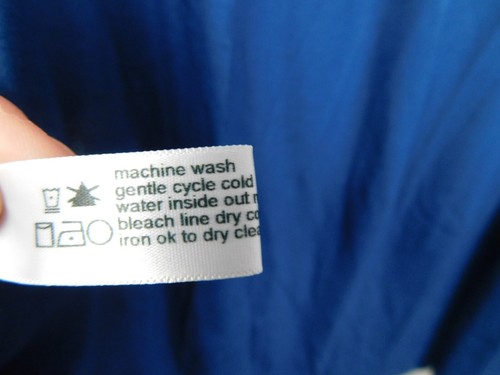 machine wash
gentle cycle cold
water inside out
bleach line dry
iron ok to dry